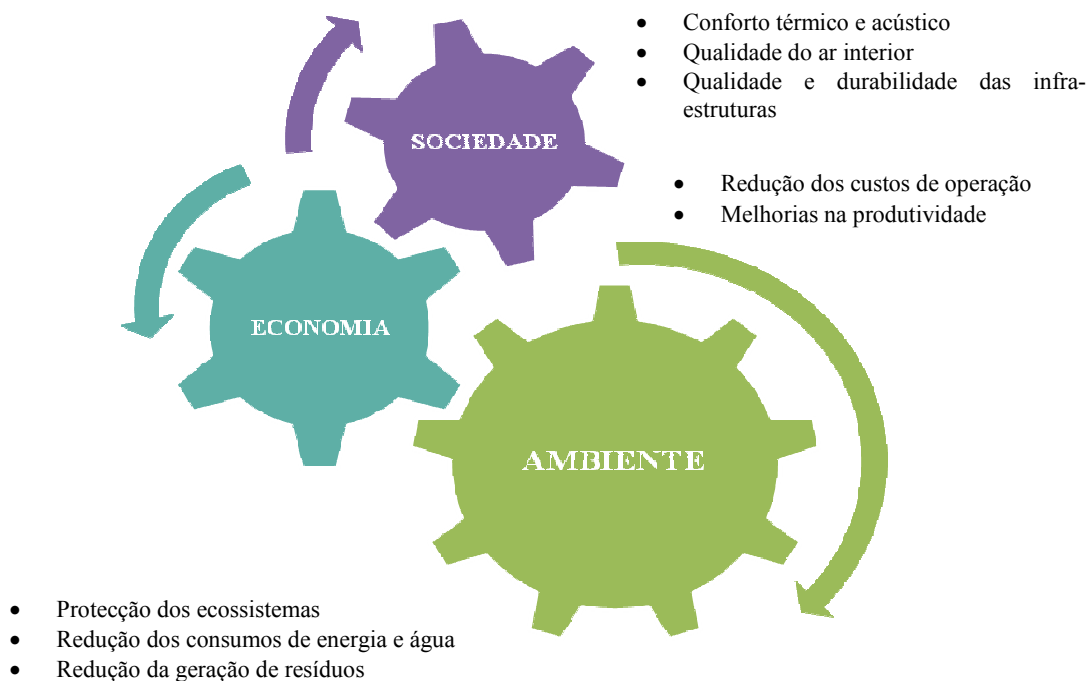 • Conforto térmico e acústico
• Qualidade do ar interior
• Qualidade e durabilidade das infra-
estruturas
SOCIEDADE
• Redução dos custos de operação
• Melhorias na produtividade
ECONOMIA
AMBIENTE
• Protecção dos ecossistemas
• Redução dos consumos de energia e água
• Redução da geração de resíduos